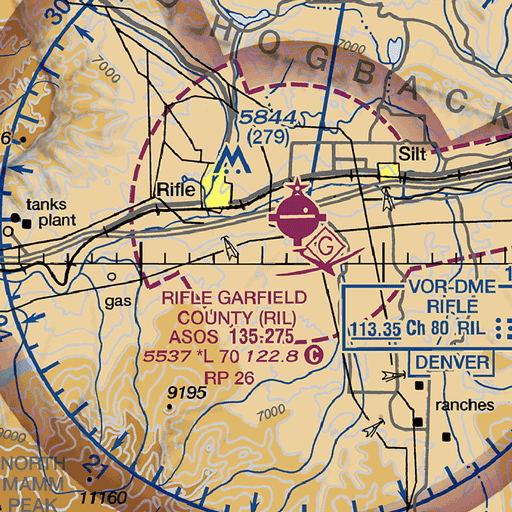 30
HOGBACK
7000
7000
5844
(279)
Silt
Rifle
tanks
plant
G
gas
RIFLE GARFIELD
COUNTY (RIL)
ASOS 135.275
5537 *L 70 122.8 C
RP 26
VOR-DME
RIFLE
113.35 Ch 80 RIL
DENVER
9195
7000
ranches
9000
21
NORTH
MAMM
PEAK
11160